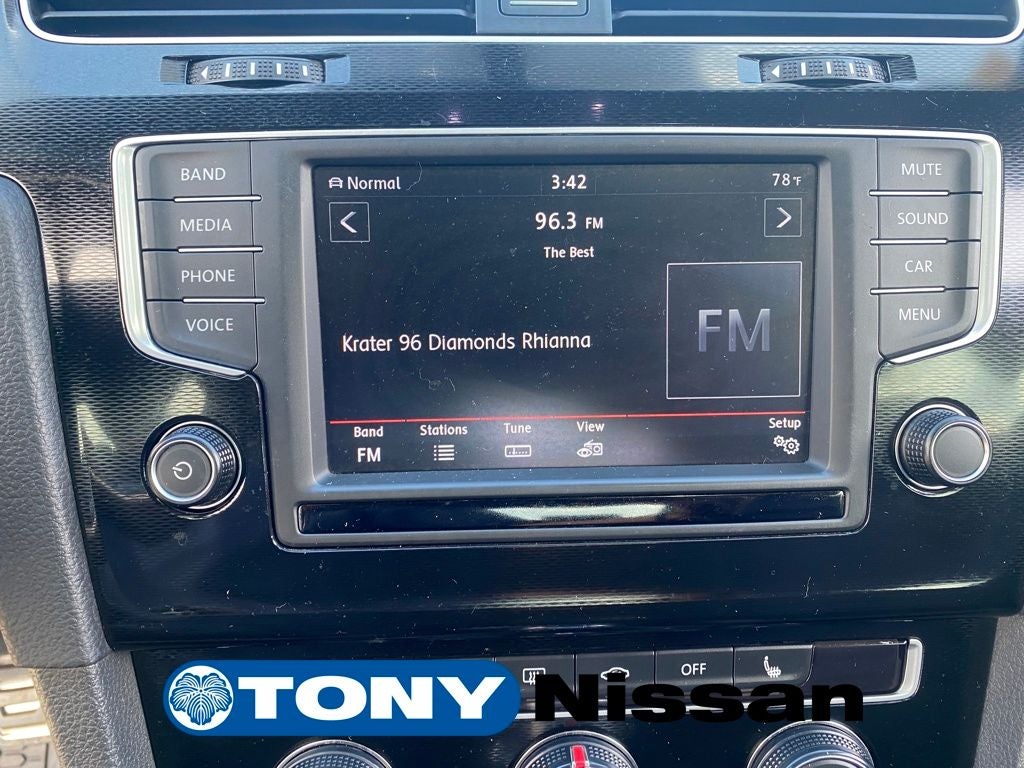 BAND
MEDIA
PHONE
VOICE
Normal 3:42 78°F
96.3 FM
The Best
Krater 96 Diamonds Rhianna
FM
Band Stations Tune View Setup
FM
MUTE
SOUND
CAR
MENU
OFF
TONY Nissan